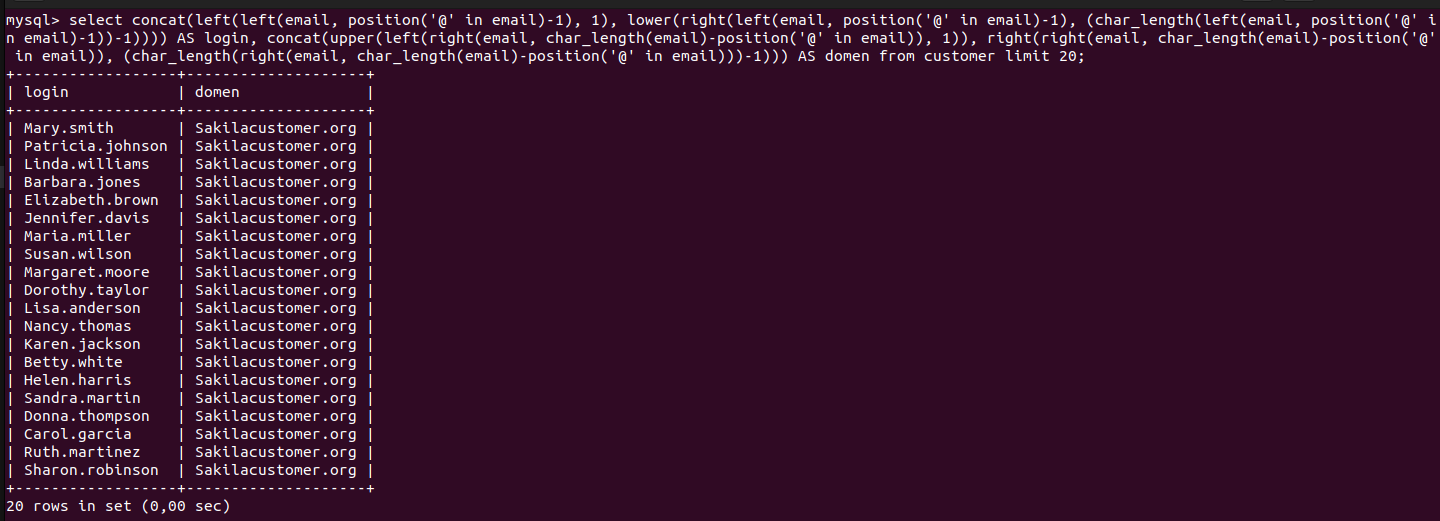 mysql> select concat(left(left(email, position('@' in email)-1), 1), lower(right(left(email, position('@' in email)-1), (char_length(left(email, position('@' i
n email)-1))-1)))) AS login, concat(upper(left(right(email, char_length(email)-position('@' in email)), 1)), right(right(email, char_length(email)-position('@'
 in email)), (char_length(right(email, char_length(email)-position('@' in email)))-1))) AS domen from customer limit 20;
+------------------+--------------------+
| login            | domen              |
+------------------+--------------------+
| Mary.smith       | Sakilacustomer.org |
| Patricia.johnson | Sakilacustomer.org |
| Linda.williams   | Sakilacustomer.org |
| Barbara.jones    | Sakilacustomer.org |
| Elizabeth.brown  | Sakilacustomer.org |
| Jennifer.davis   | Sakilacustomer.org |
| Maria.miller     | Sakilacustomer.org |
| Susan.wilson     | Sakilacustomer.org |
| Margaret.moore   | Sakilacustomer.org |
| Dorothy.taylor   | Sakilacustomer.org |
| Lisa.anderson    | Sakilacustomer.org |
| Nancy.thomas     | Sakilacustomer.org |
| Karen.jackson    | Sakilacustomer.org |
| Betty.white      | Sakilacustomer.org |
| Helen.harris     | Sakilacustomer.org |
| Sandra.martin    | Sakilacustomer.org |
| Donna.thompson   | Sakilacustomer.org |
| Carol.garcia     | Sakilacustomer.org |
| Ruth.martinez    | Sakilacustomer.org |
| Sharon.robinson  | Sakilacustomer.org |
+------------------+--------------------+
20 rows in set (0,00 sec)